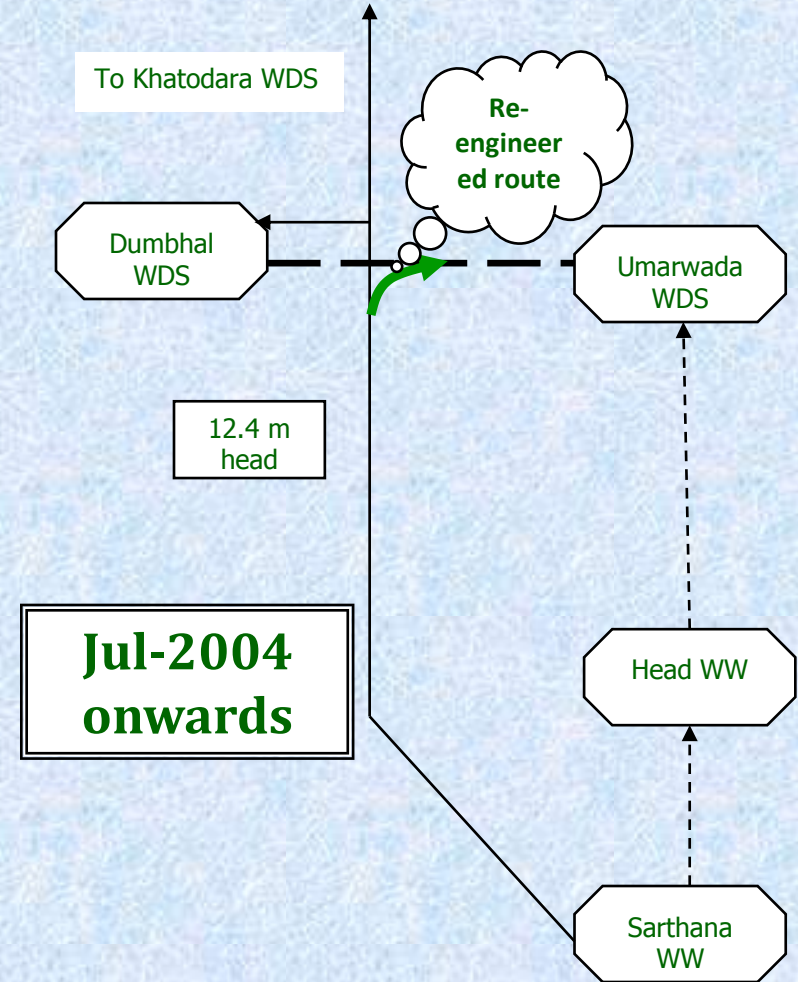 To Khatodara WDS
Re-
engineer
ed route
Dumbhal
WDS
Umarwada
WDS
12.4 m
head
Jul-2004
onwards
Head WW
Sarthana
WW